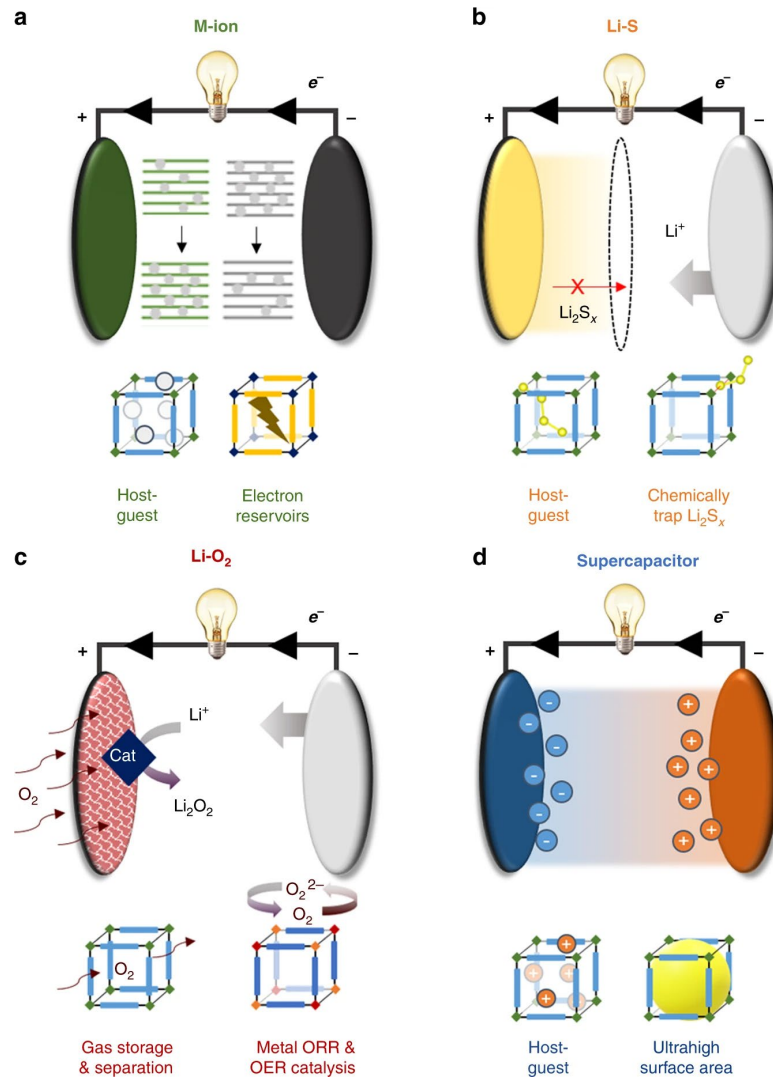 a
M-ion
e⁻
+
–
Host-
guest
Electron
reservoirs
b
Li-S
e⁻
+
–
Li⁺
X
Li₂Sₓ
Host-
guest
Chemically
trap Li₂Sₓ
c
Li-O₂
e⁻
+
–
Li⁺
Cat
O₂
Li₂O₂
O₂²⁻
O₂
O₂
Gas storage
& separation
Metal ORR &
OER catalysis
d
Supercapacitor
e⁻
+
–
-
+
-
+
-
+
+
-
+
-
+
-
+
-
+
+
+
Host-
guest
Ultrahigh
surface area